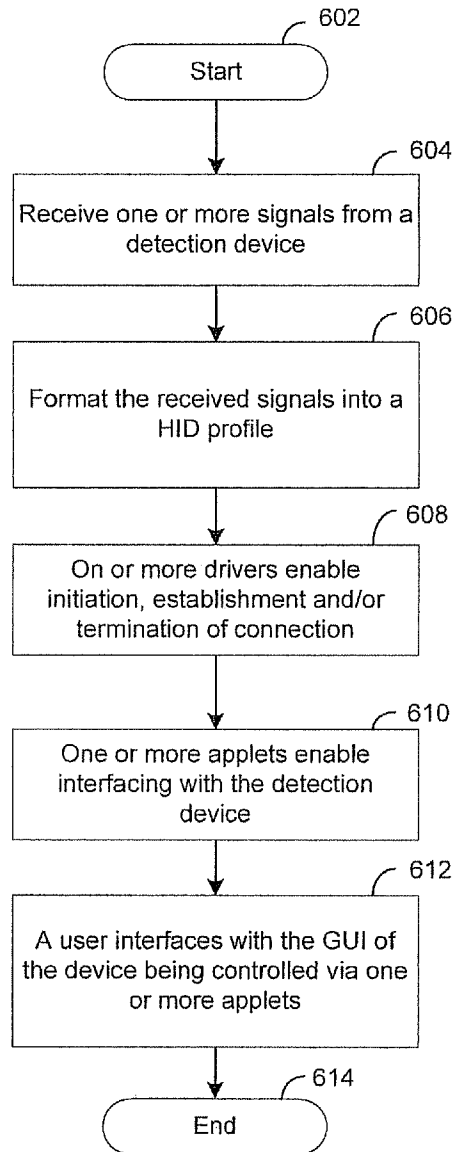 602
Start
604
Receive one or more signals from a
detection device
606
Format the received signals into a
HID profile
608
On or more drivers enable
initiation, establishment and/or
termination of connection
610
One or more applets enable
interfacing with the detection
device
612
A user interfaces with the GUI of
the device being controlled via one
or more applets
614
End